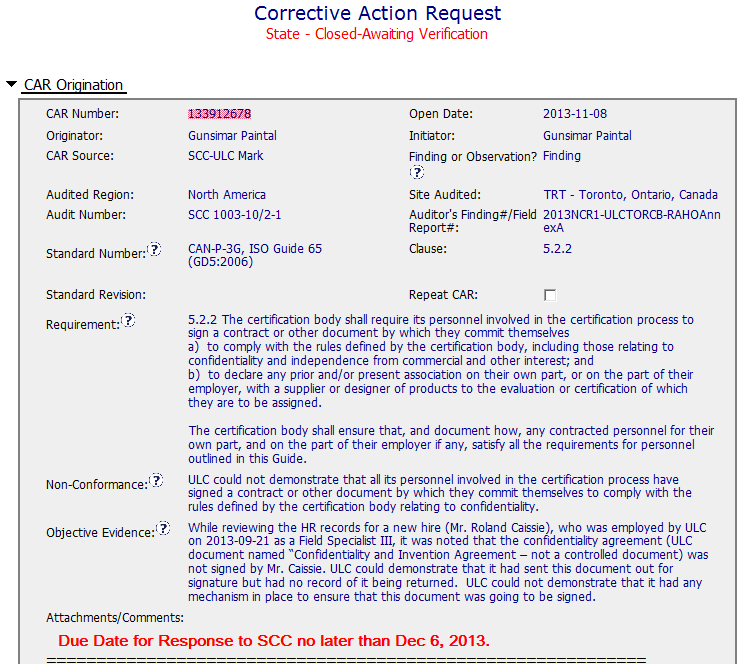 Corrective Action Request
State - Closed-Awaiting Verification
CAR Origination
CAR Number: 133912678 Open Date: 2013-11-08
Originator: Gunsimar Paintal Initiator: Gunsimar Paintal
CAR Source: SCC-ULC Mark Finding or Observation? Finding
?
Audited Region: North America Site Audited: TRT - Toronto, Ontario, Canada
Audit Number: SCC 1003-10/2-1 Auditor's Finding#/Field 2013NCR1-ULCTORCB-RAHOAnn
Report#: exA
Standard Number: ? CAN-P-3G, ISO Guide 65 Clause: 5.2.2
(GD5:2006)
Standard Revision: Repeat CAR:
Requirement: ? 5.2.2 The certification body shall require its personnel involved in the certification process to
sign a contract or other document by which they commit themselves
a) to comply with the rules defined by the certification body, including those relating to
confidentiality and independence from commercial and other interest; and
b) to declare any prior and/or present association on their own part, or on the part of their
employer, with a supplier or designer of products to the evaluation or certification of which
they are to be assigned.
The certification body shall ensure that, and document how, any contracted personnel for their
own part, and on the part of their employer if any, satisfy all the requirements for personnel
outlined in this Guide.
Non-Conformance: ? ULC could not demonstrate that all its personnel involved in the certification process have
signed a contract or other document by which they commit themselves to comply with the
rules defined by the certification body relating to confidentiality.
Objective Evidence: ? While reviewing the HR records for a new hire (Mr. Roland Caissie), who was employed by ULC
on 2013-09-21 as a Field Specialist III, it was noted that the confidentiality agreement (ULC
document named “Confidentiality and Invention Agreement – not a controlled document) was
not signed by Mr. Caissie. ULC could demonstrate that it had sent this document out for
signature but had no record of it being returned. ULC could not demonstrate that it had any
mechanism in place to ensure that this document was going to be signed.
Attachments/Comments:
Due Date for Response to SCC no later than Dec 6, 2013.
============================================================